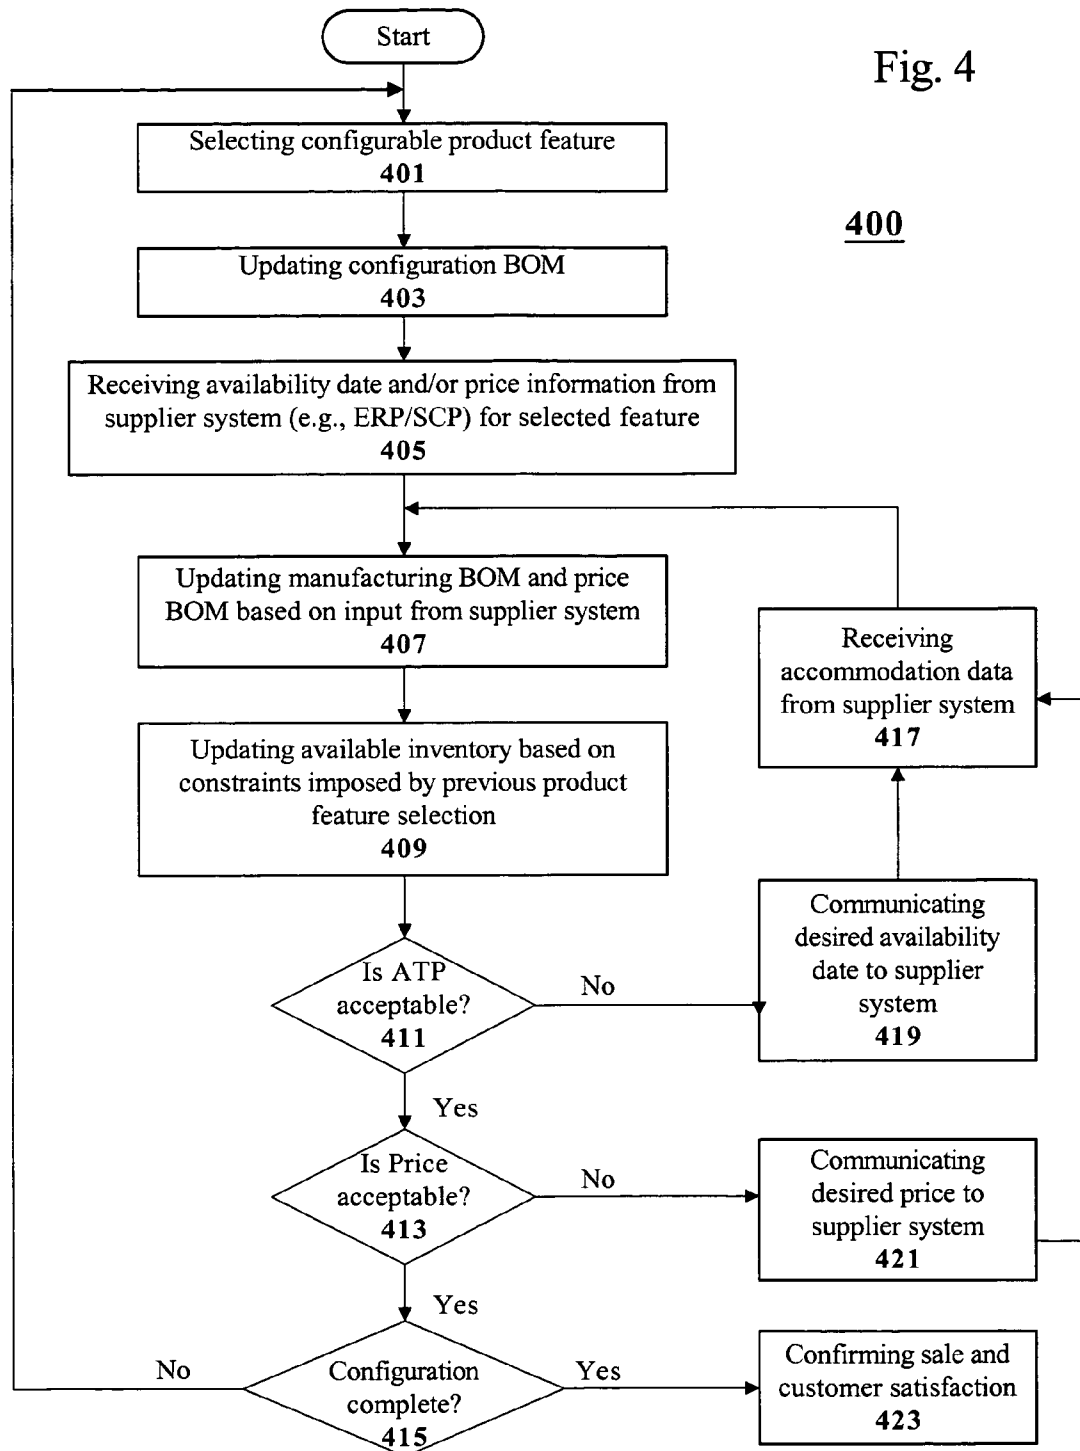 Start
Fig. 4
400
Selecting configurable product feature
401
Updating configuration BOM
403
Receiving availability date and/or price information from
supplier system (e.g., ERP/SCP) for selected feature
405
Updating manufacturing BOM and price
BOM based on input from supplier system
407
Receiving
accommodation data
from supplier system
417
Updating available inventory based on
constraints imposed by previous product
feature selection
409
Communicating
desired availability
date to supplier
system
419
Is ATP
acceptable?
411
No
Yes
Is Price
acceptable?
413
No
Communicating
desired price to
supplier system
421
Yes
No
Configuration
complete?
415
Yes
Confirming sale and
customer satisfaction
423